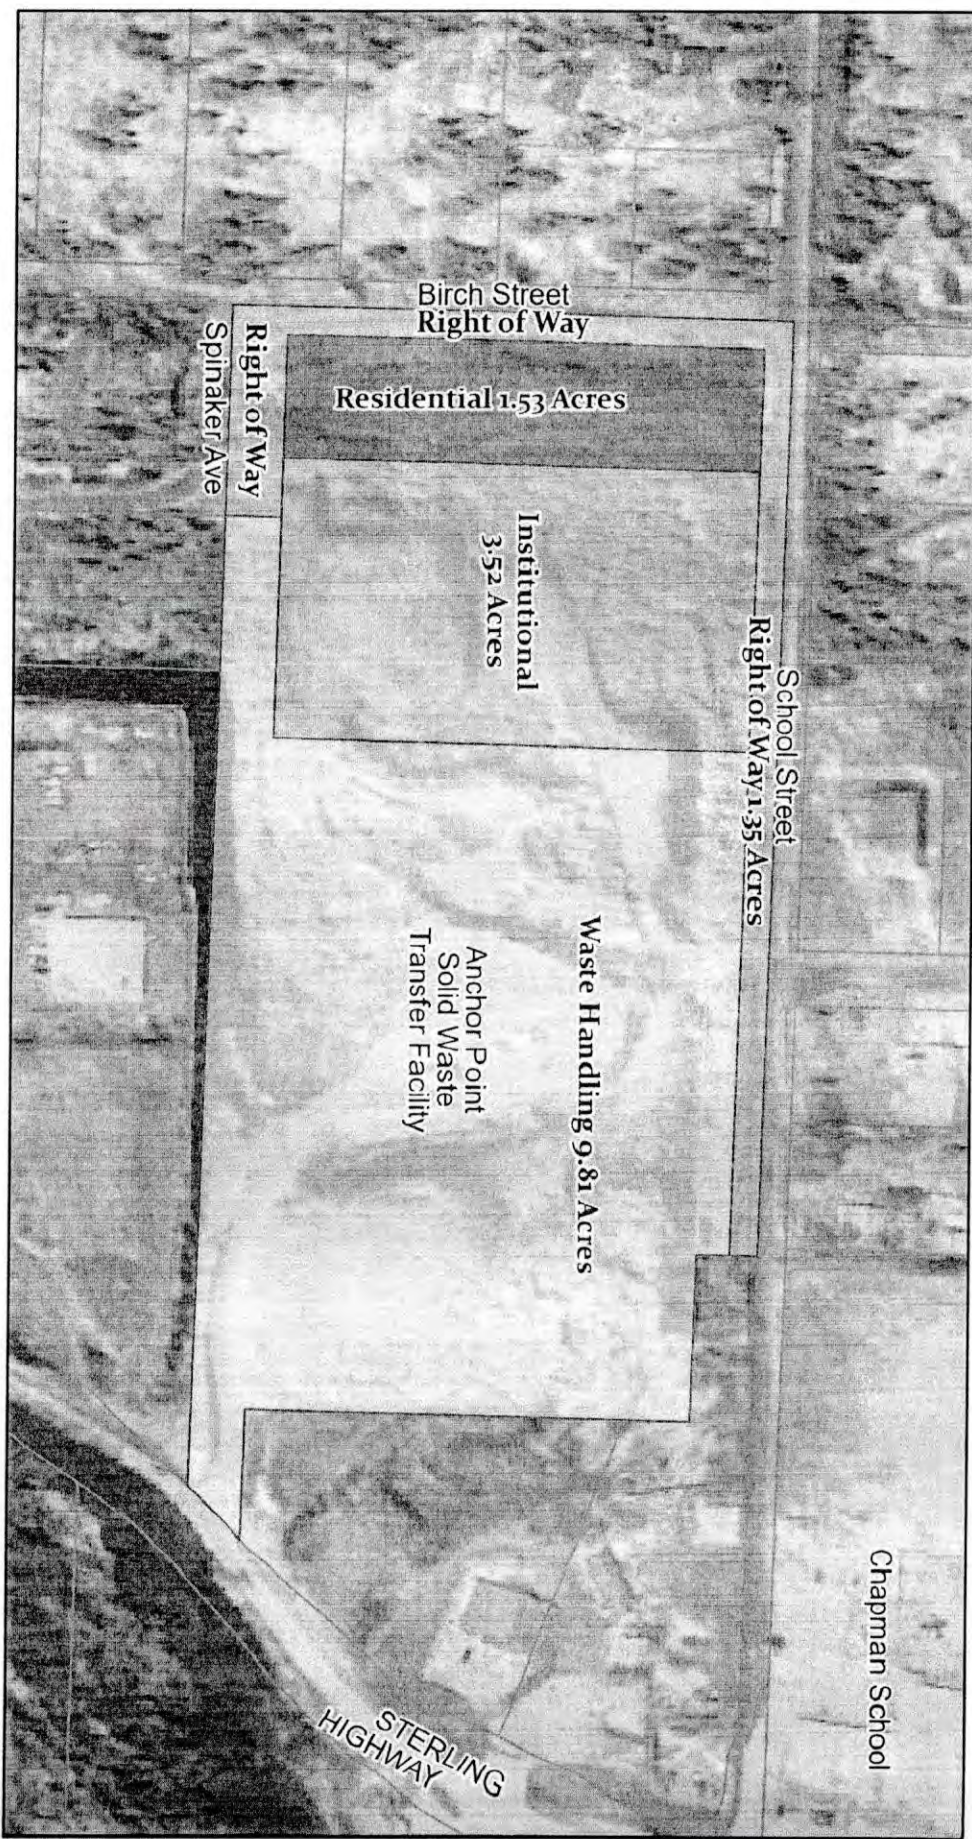 Birch Street
Right of Way
Right of Way
Spinaker Ave
Residential 1.53 Acres
Institutional
3.52 Acres
School Street
Right of Way 1.35 Acres
Waste Handling 9.81 Acres
Anchor Point
Solid Waste
Transfer Facility
Chapman School
STERLING
HIGHWAY